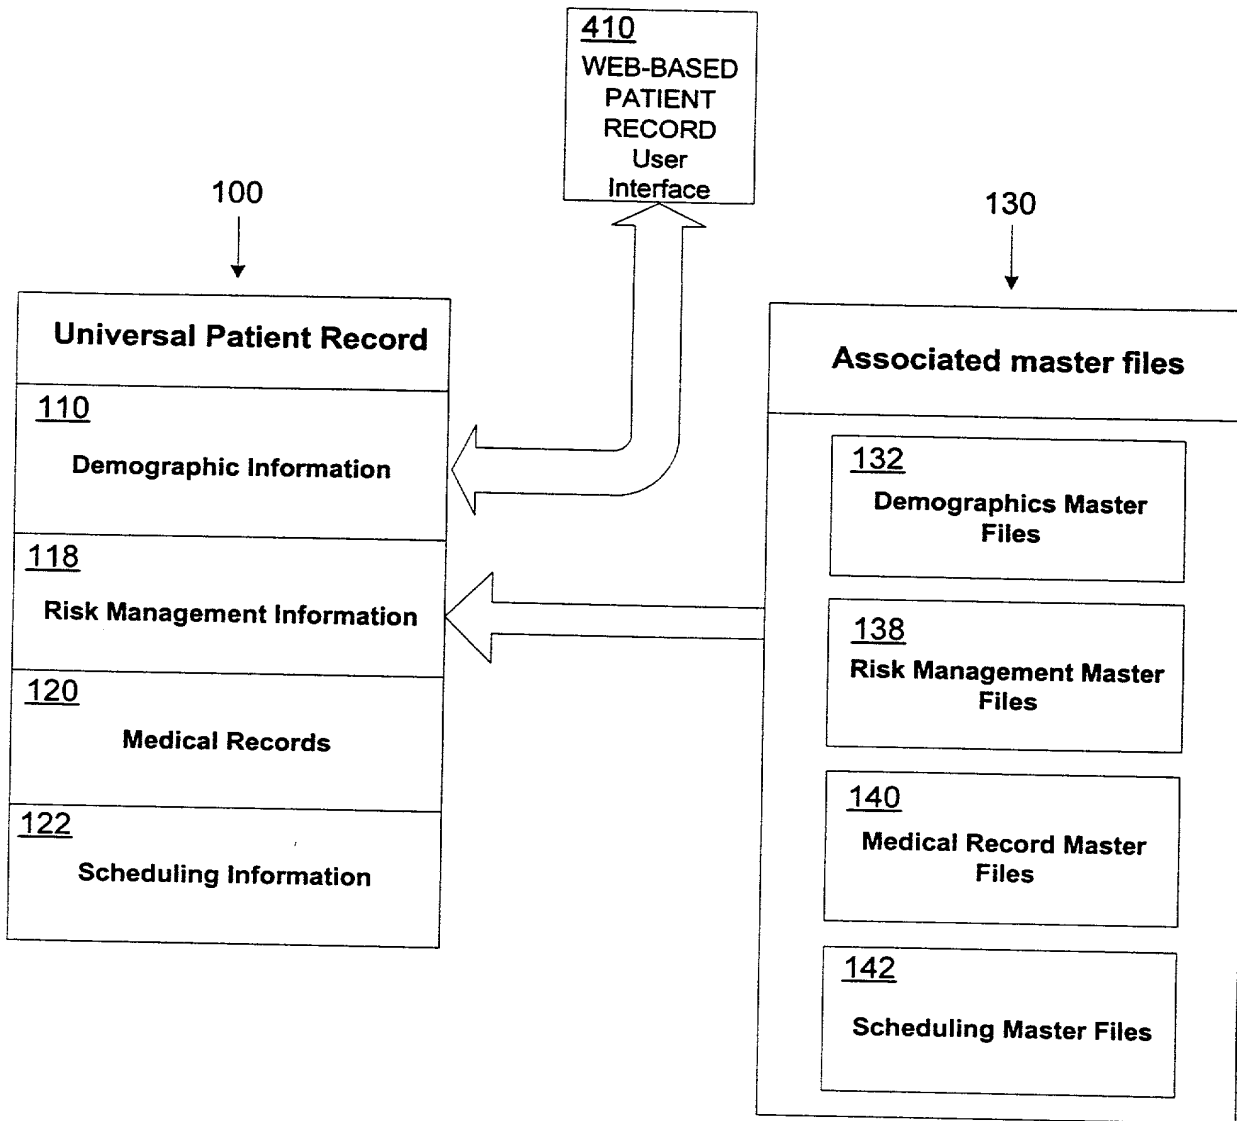 410
WEB-BASED
PATIENT
RECORD
User
Interface
100
130
Universal Patient Record
110
Demographic Information
118
Risk Management Information
120
Medical Records
122
Scheduling Information
Associated master files
132
Demographics Master
Files
138
Risk Management Master
Files
140
Medical Record Master
Files
142
Scheduling Master Files